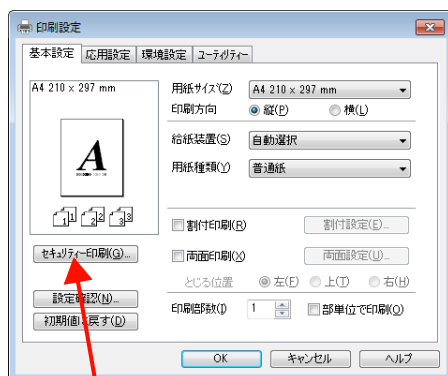 印刷設定
基本設定 応用設定 環境設定 ユーティリティー
A4 210 x 297 mm
用紙サイズ(Z) A4 210 x 297 mm
印刷方向 縦(P) 横(L)
給紙装置(S) 自動選択
用紙種類(Y) 普通紙
A
1 1 2 2 3 3
割付印刷(R) 割付設定(E)...
セキュリティー印刷(G)...
両面印刷(X) 両面設定(U)...
とじる位置 左(F) 上(T) 右(H)
設定確認(N)...
印刷部数(I) 1 部単位で印刷(O)
初期値に戻す(D)
OK キャンセル ヘルプ